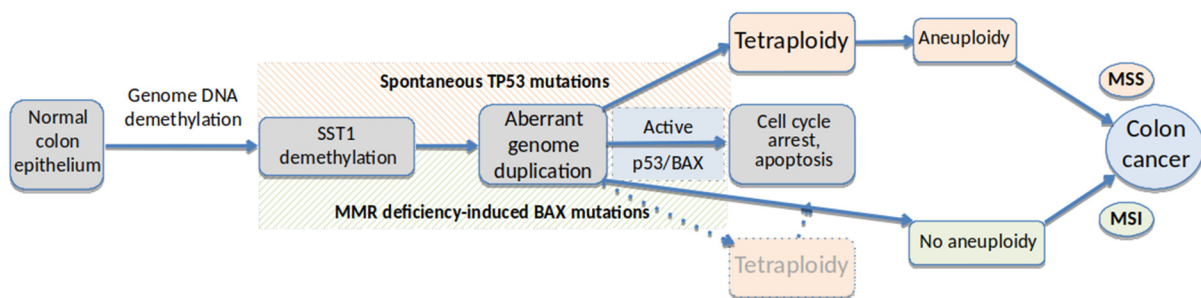 Normal
colon
epithelium
Genome DNA
demethylation
Spontaneous TP53 mutations
SST1
demethylation
Aberrant
genome
duplication
MMR deficiency-induced BAX mutations
Active
p53/BAX
Tetraploidy
Aneuploidy
Cell cycle
arrest,
apoptosis
Tetraploidy
No aneuploidy
MSS
Colon
cancer
MSI